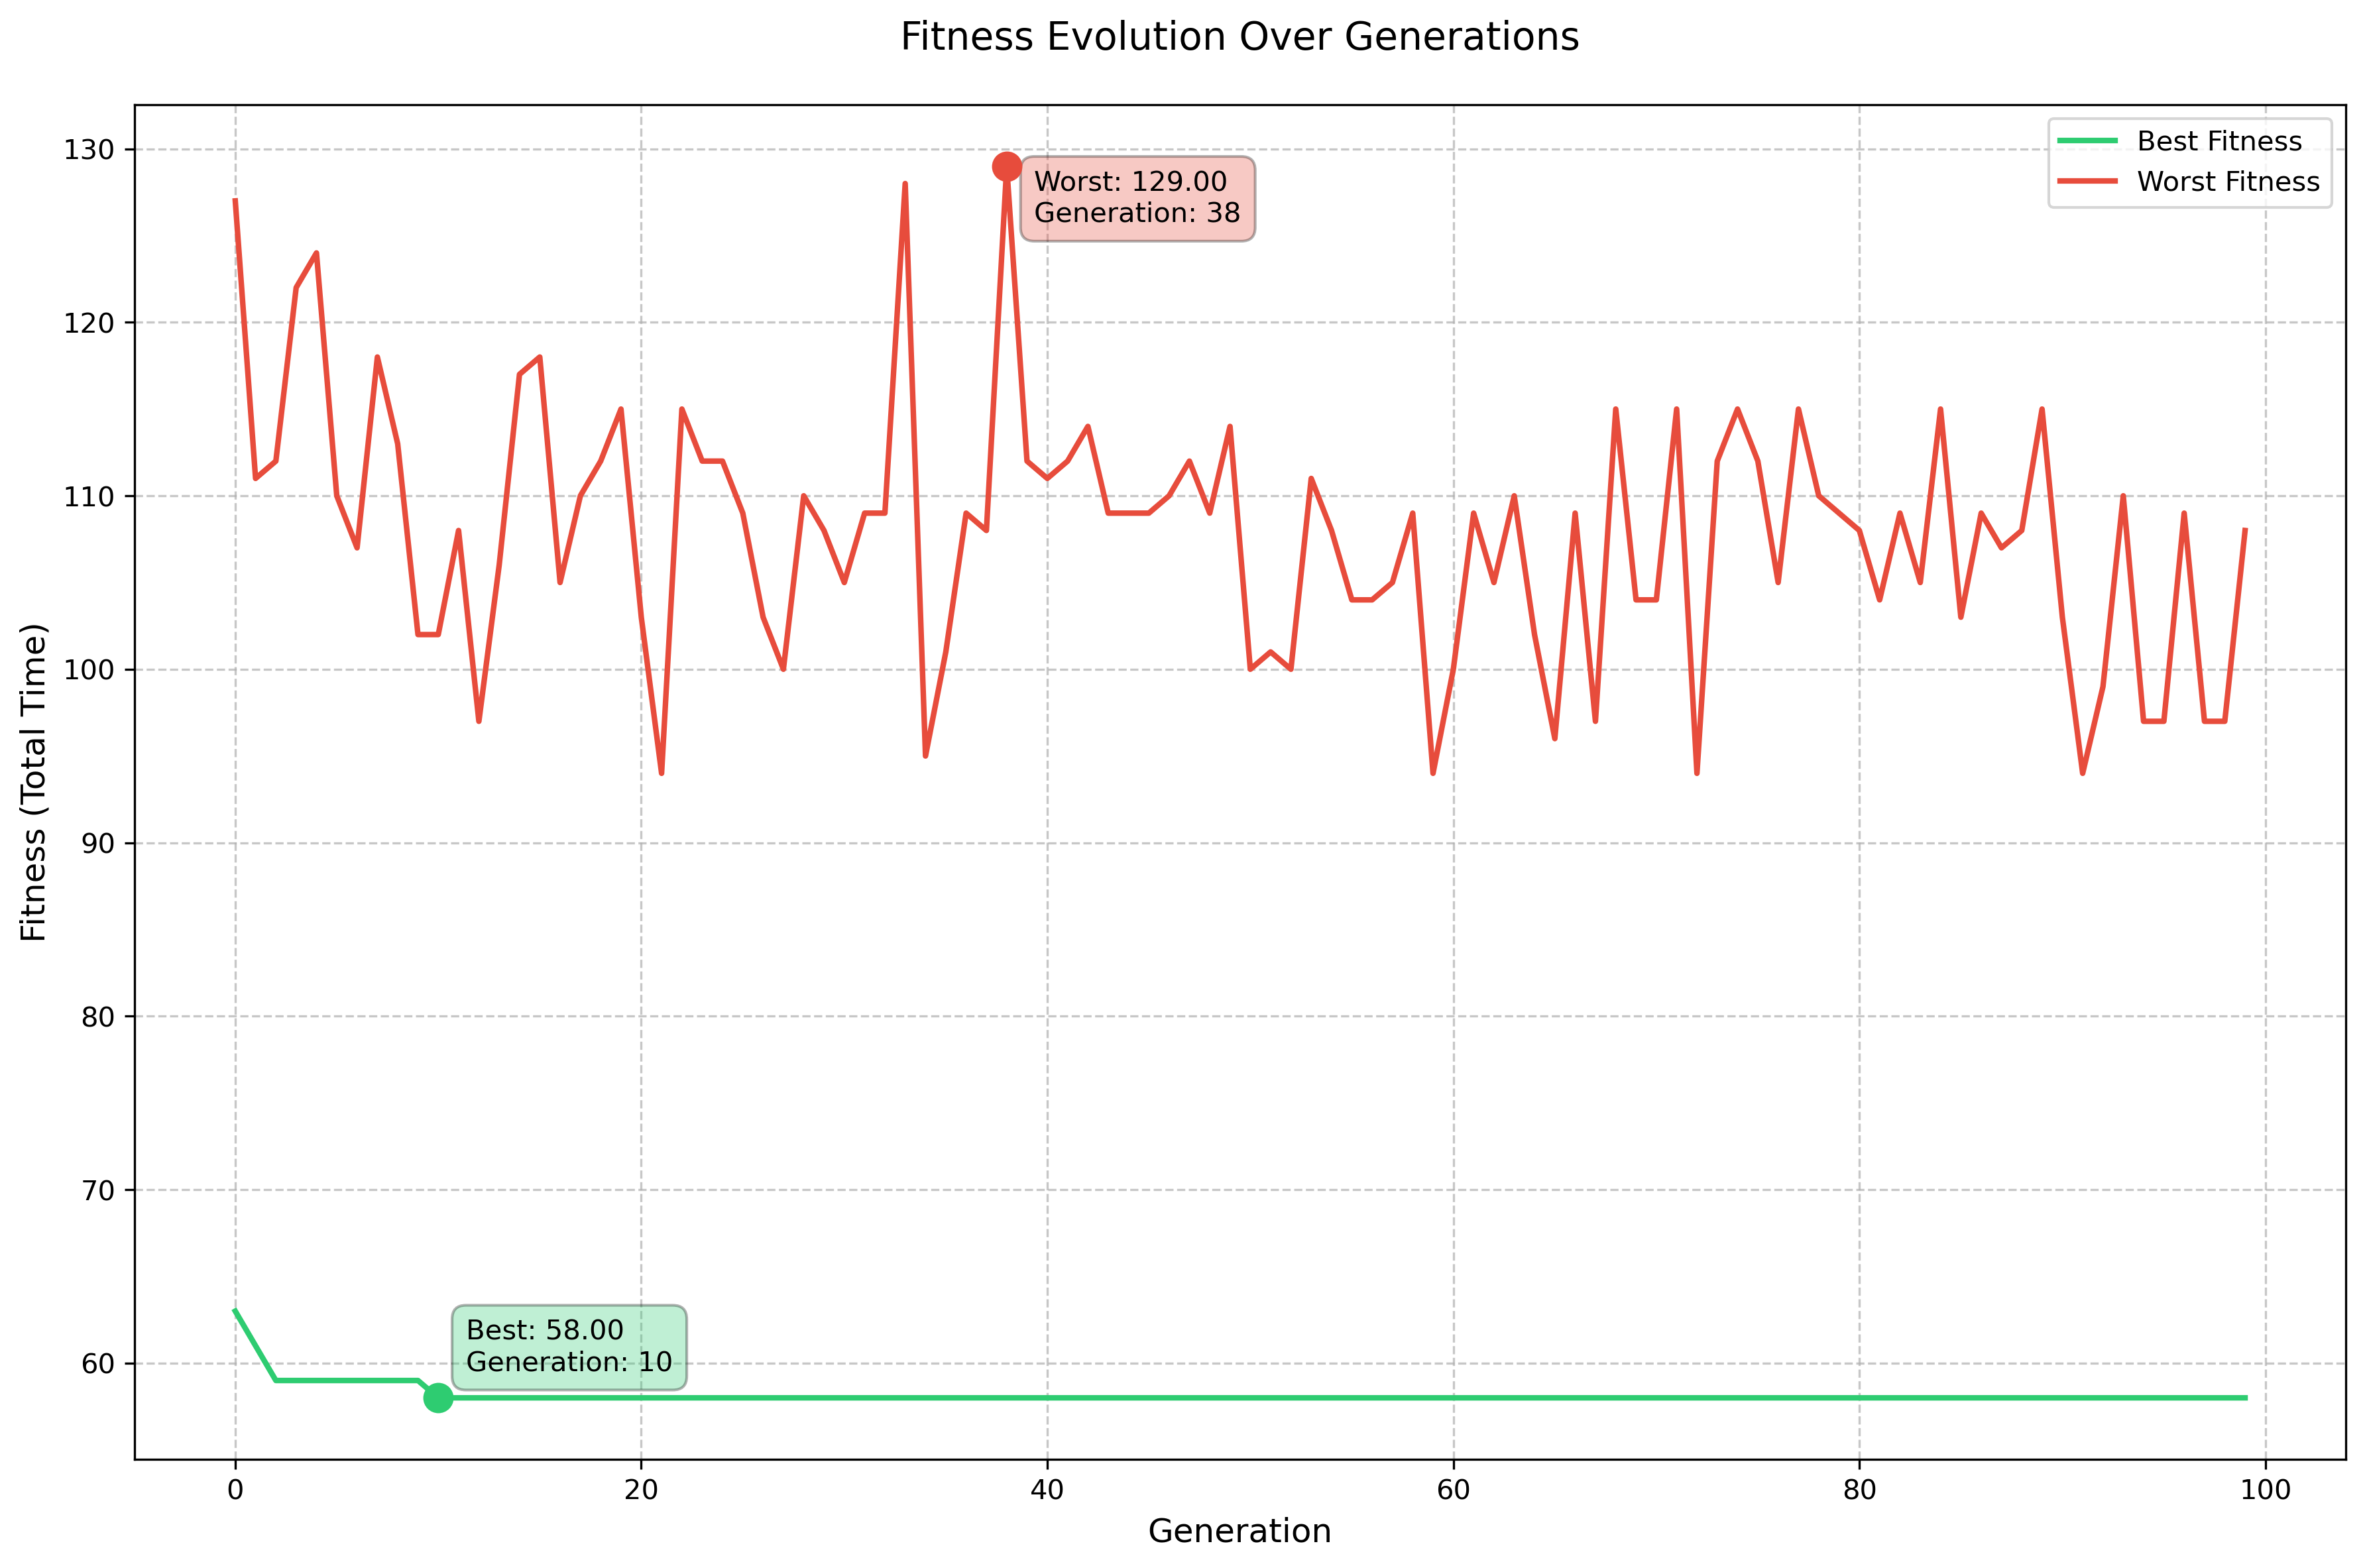 Fitness Evolution Over Generations
130
120
110
100
90
80
70
60
Fitness (Total Time)
Best Fitness
Worst Fitness
Worst: 129.00
Generation: 38
Best: 58.00
Generation: 10
0
20
40
60
80
100
Generation